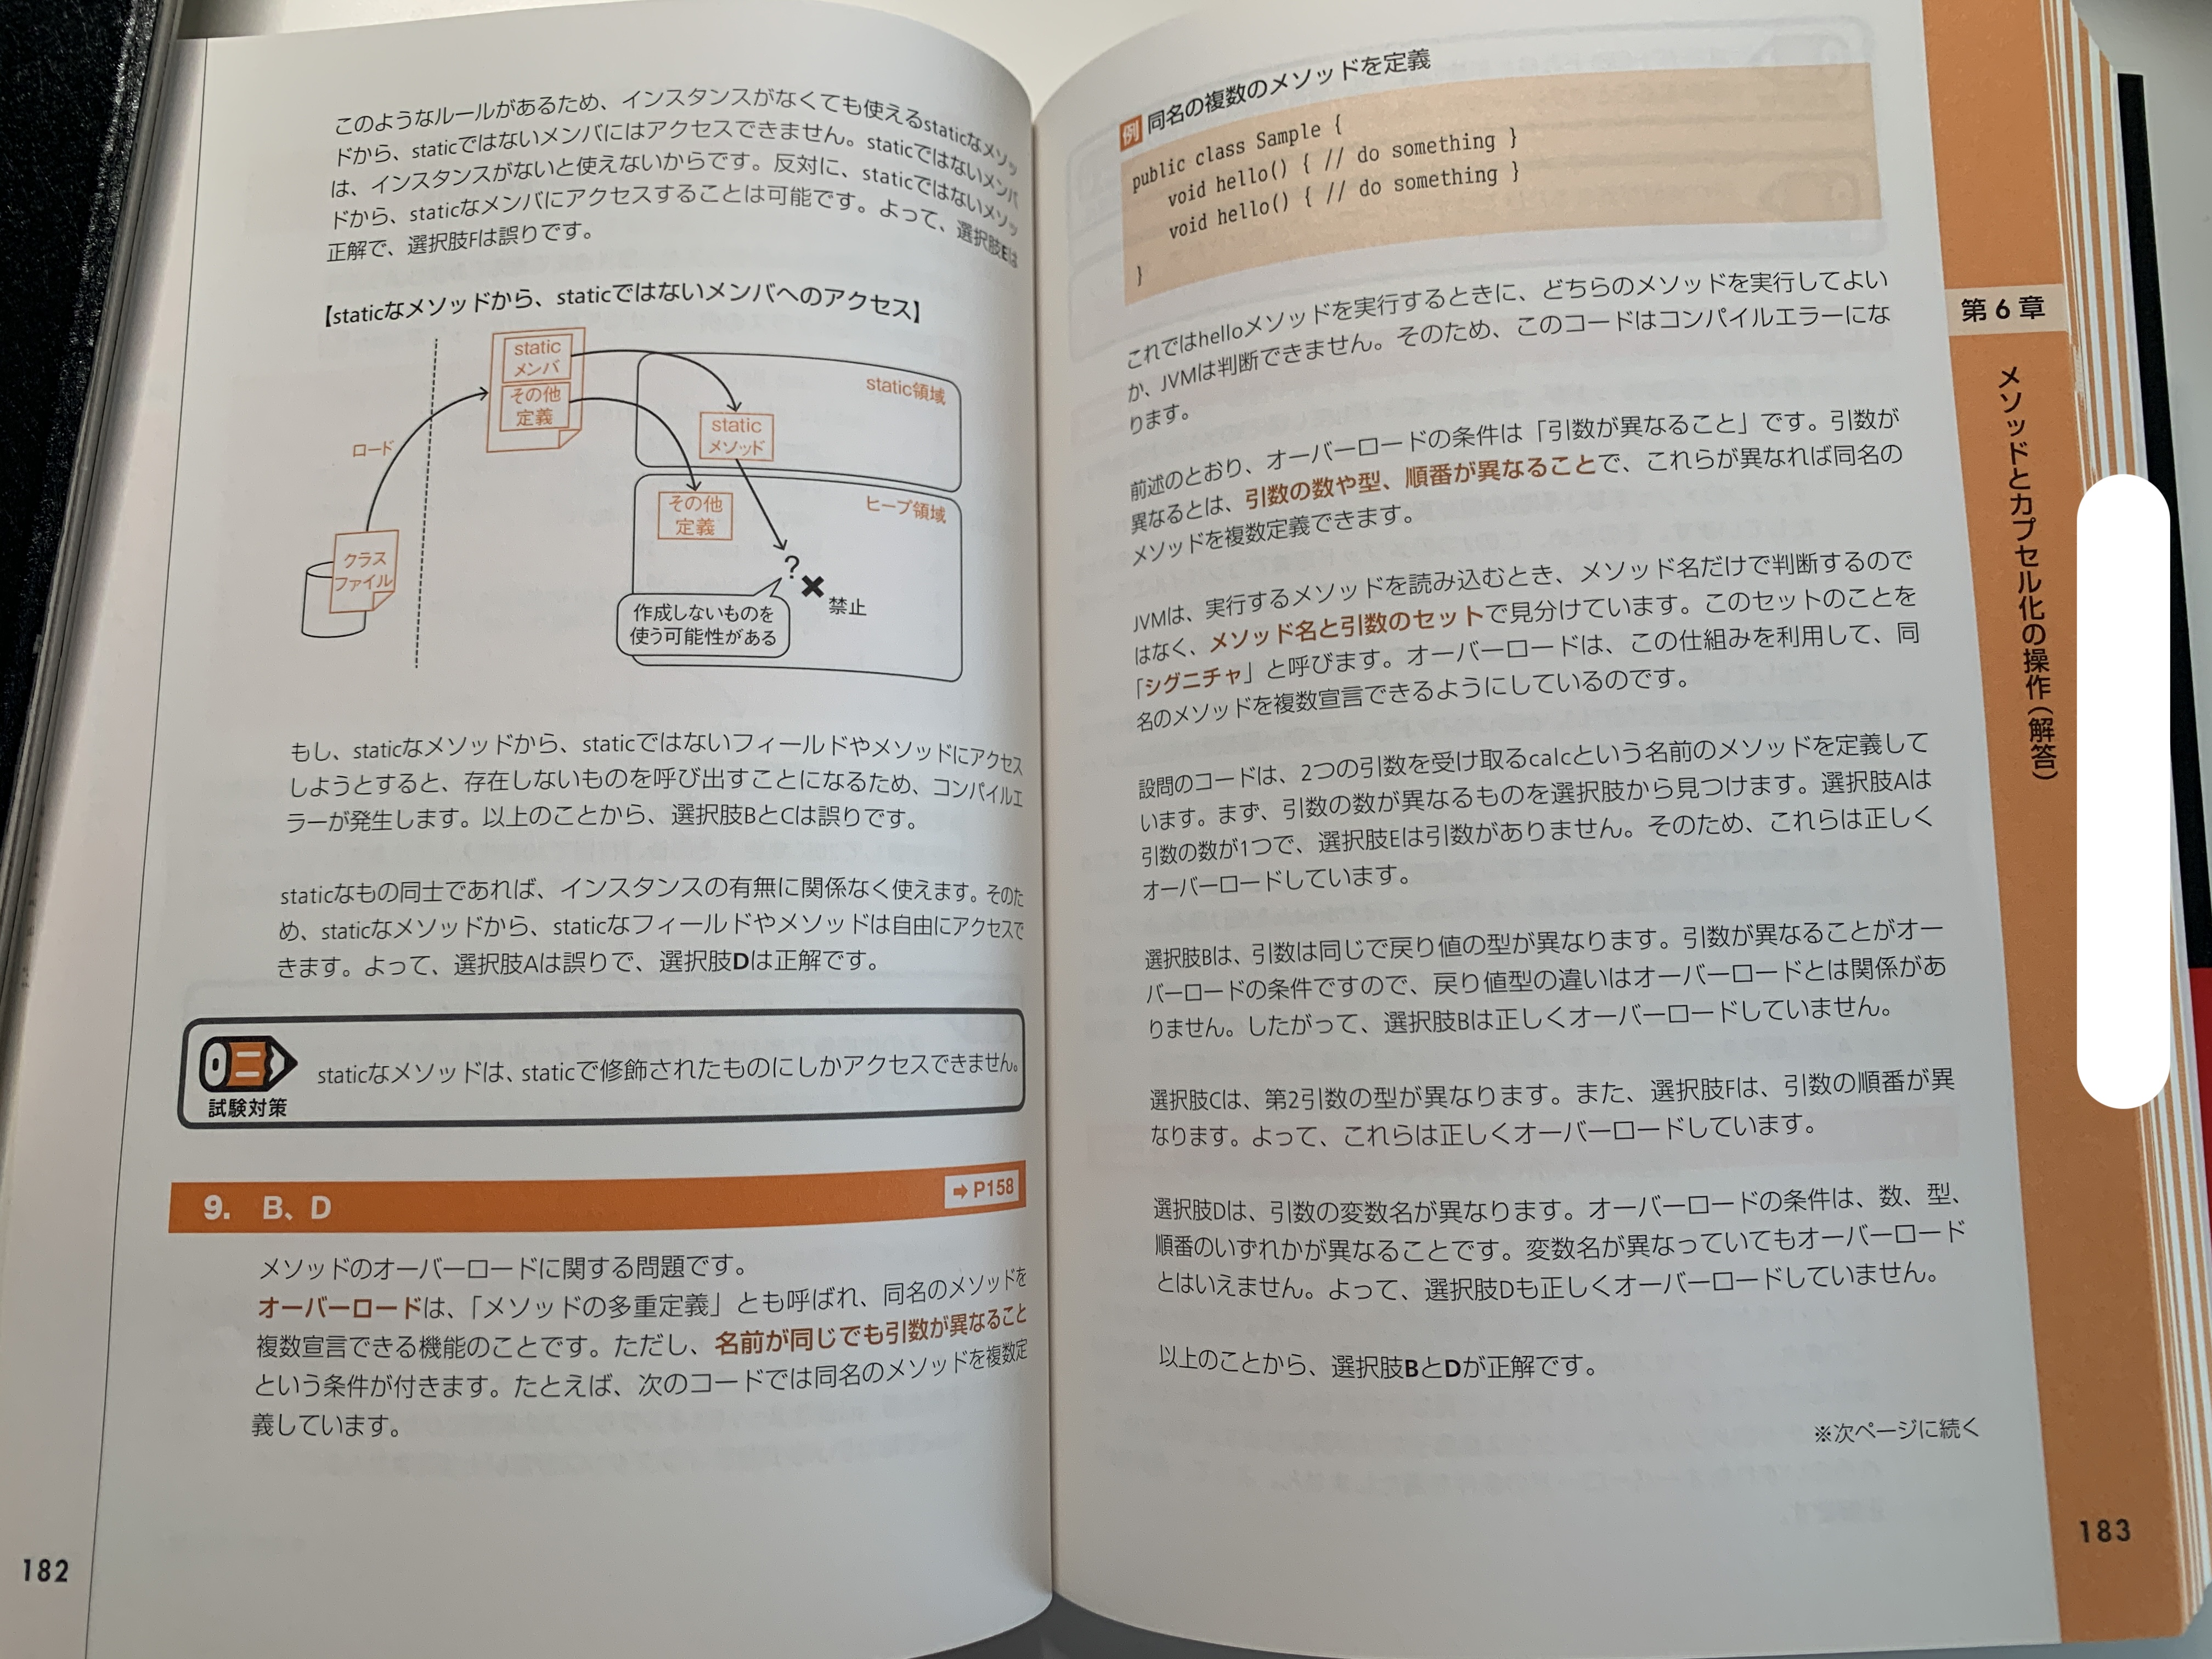 このようなルールがあるため、インスタンスがなくても使えるstaticなメソッ
ドから、staticではないメンバにはアクセスできません。staticではないメンバ
は、インスタンスがないと使えないからです。反対に、staticではないメソッ
ドから、staticなメンバにアクセスすることは可能です。よって、選択肢Eは
正解で、選択肢Fは誤りです。
【staticなメソッドから、staticではないメンバへのアクセス】
static
メンバ
その他
定義
static領域
static
メソッド
ロード
その他
定義
ヒープ領域
クラス
ファイル
?
禁止
作成しないものを
使う可能性がある
もし、staticなメソッドから、staticではないフィールドやメソッドにアクセス
しようとすると、存在しないものを呼び出すことになるため、コンパイルエ
ラーが発生します。以上のことから、選択肢BとCは誤りです。
staticなもの同士であれば、インスタンスの有無に関係なく使えます。そのた
め、staticなメソッドから、staticなフィールドやメソッドは自由にアクセスで
きます。よって、選択肢Aは誤りで、選択肢Dは正解です。
staticなメソッドは、staticで修飾されたものにしかアクセスできません。
試験対策
9. B、D
➡ P158
メソッドのオーバーロードに関する問題です。
オーバーロードは、「メソッドの多重定義」とも呼ばれ、同名のメソッドを
複数宣言できる機能のことです。ただし、名前が同じでも引数が異なること
という条件が付きます。たとえば、次のコードでは同名のメソッドを複数定
義しています。
182
例 同名の複数のメソッドを定義
public class Sample {
void hello() { // do something }
void hello() { // do something }
}
これではhelloメソッドを実行するときに、どちらのメソッドを実行してよい
か、JVMは判断できません。そのため、このコードはコンパイルエラーにな
ります。
前述のとおり、オーバーロードの条件は「引数が異なること」です。引数が
異なるとは、引数の数や型、順番が異なることで、これらが異なれば同名の
メソッドを複数定義できます。
JVMは、実行するメソッドを読み込むとき、メソッド名だけで判断するので
はなく、メソッド名と引数のセットで見分けています。このセットのことを
「シグニチャ」と呼びます。オーバーロードは、この仕組みを利用して、同
名のメソッドを複数宣言できるようにしているのです。
設問のコードは、2つの引数を受け取るcalcという名前のメソッドを定義して
います。まず、引数の数が異なるものを選択肢から見つけます。選択肢Aは
引数の数が1つで、選択肢Eは引数がありません。そのため、これらは正しく
オーバーロードしています。
選択肢Bは、引数は同じで戻り値の型が異なります。引数が異なることがオー
バーロードの条件ですので、戻り値型の違いはオーバーロードとは関係があ
りません。したがって、選択肢Bは正しくオーバーロードしていません。
選択肢Cは、第2引数の型が異なります。また、選択肢Fは、引数の順番が異
なります。よって、これらは正しくオーバーロードしています。
選択肢Dは、引数の変数名が異なります。オーバーロードの条件は、数、型、
順番のいずれかが異なることです。変数名が異なっていてもオーバーロード
とはいえません。よって、選択肢Dも正しくオーバーロードしていません。
以上のことから、選択肢BとDが正解です。
※次ページに続く
第6章
メソッドとカプセル化の操作（解答）
183